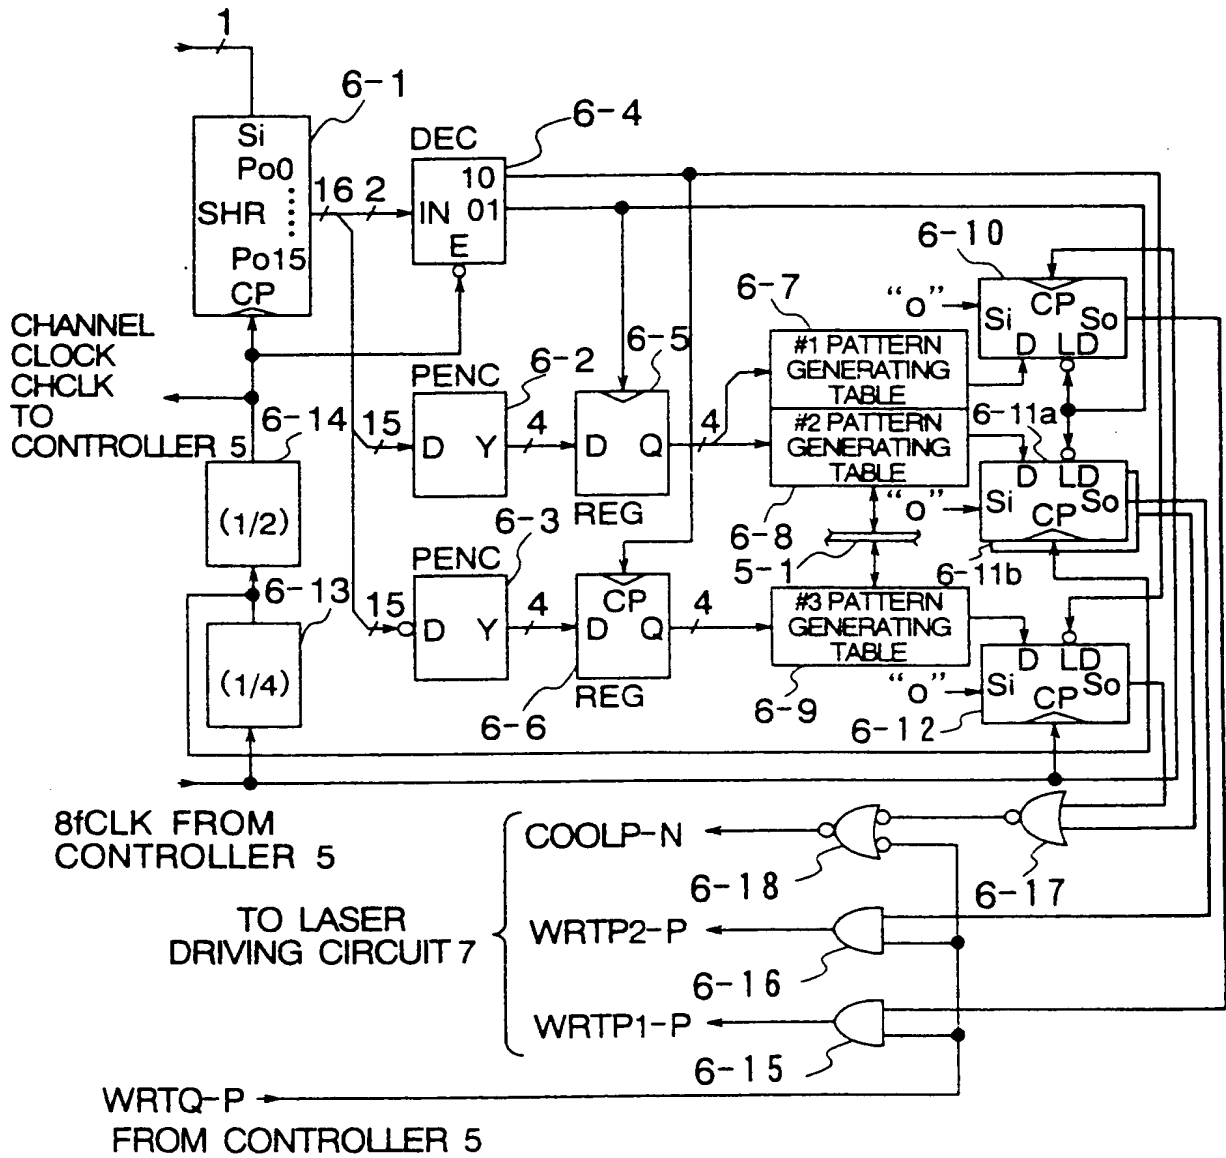 1
6-1
Si
Po0
SHR
Po15
CP
16
2
DEC
6-4
10
IN 01
E
CHANNEL
CLOCK
CHCLK
TO
CONTROLLER 5
6-14
(1/2)
6-13
(1/4)
PENC
6-2
15
D Y
4
6-5
D Q
REG
4
PENC
6-3
15
D Y
4
CP
D Q
REG
6-6
4
6-7
#1 PATTERN
GENERATING
TABLE
#2 PATTERN
GENERATING
TABLE
6-8
5-1
#3 PATTERN
GENERATING
TABLE
6-9
6-10
"o"
CP
Si So
D LD
6-11a
D LD
"o"
Si So
CP
6-11b
D LD
"o"
Si So
CP
6-12
8fCLK FROM
CONTROLLER 5
TO LASER
DRIVING CIRCUIT 7
COOLP-N
6-18
6-17
WRTP2-P
6-16
WRTP1-P
6-15
WRTQ-P
FROM CONTROLLER 5